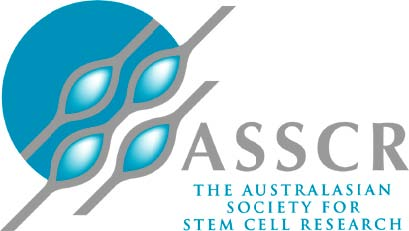 ASSCR
THE AUSTRALASIAN
SOCIETY FOR
STEM CELL RESEARCH